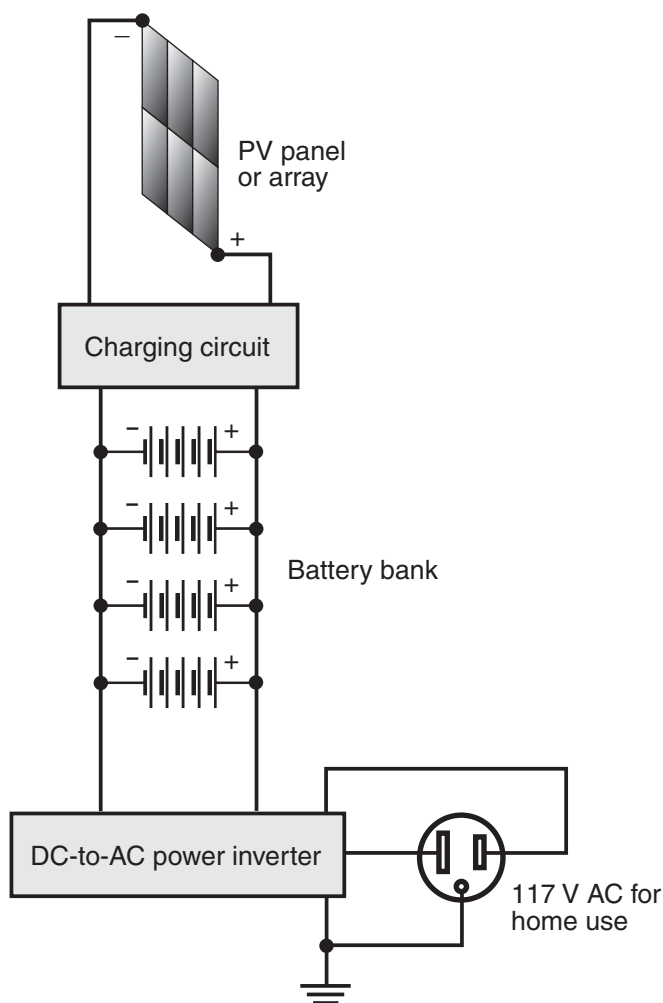 –
PV panel
or array
+
Charging circuit
- +
- +
Battery bank
- +
- +
DC-to-AC power inverter
117 V AC for
home use